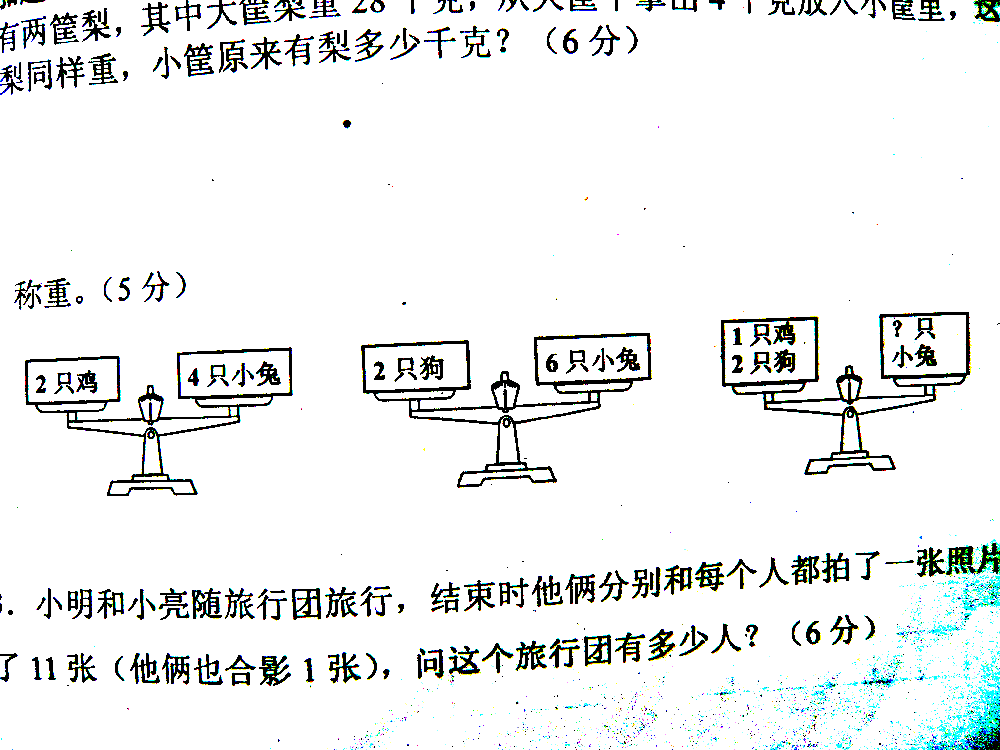 有两筐梨，其中大筐梨重 28 千克，从大筐中拿出 4 千克放入小筐里，这
梨同样重，小筐原来有梨多少千克？（6 分）
称重。（5 分）
2 只鸡
4 只小兔
2 只狗
6 只小兔
1 只鸡
2 只狗
？只
小兔
小明和小亮随旅行团旅行，结束时他俩分别和每个人都拍了一张照片
了 11 张（他俩也合影 1 张），问这个旅行团有多少人？（6 分）